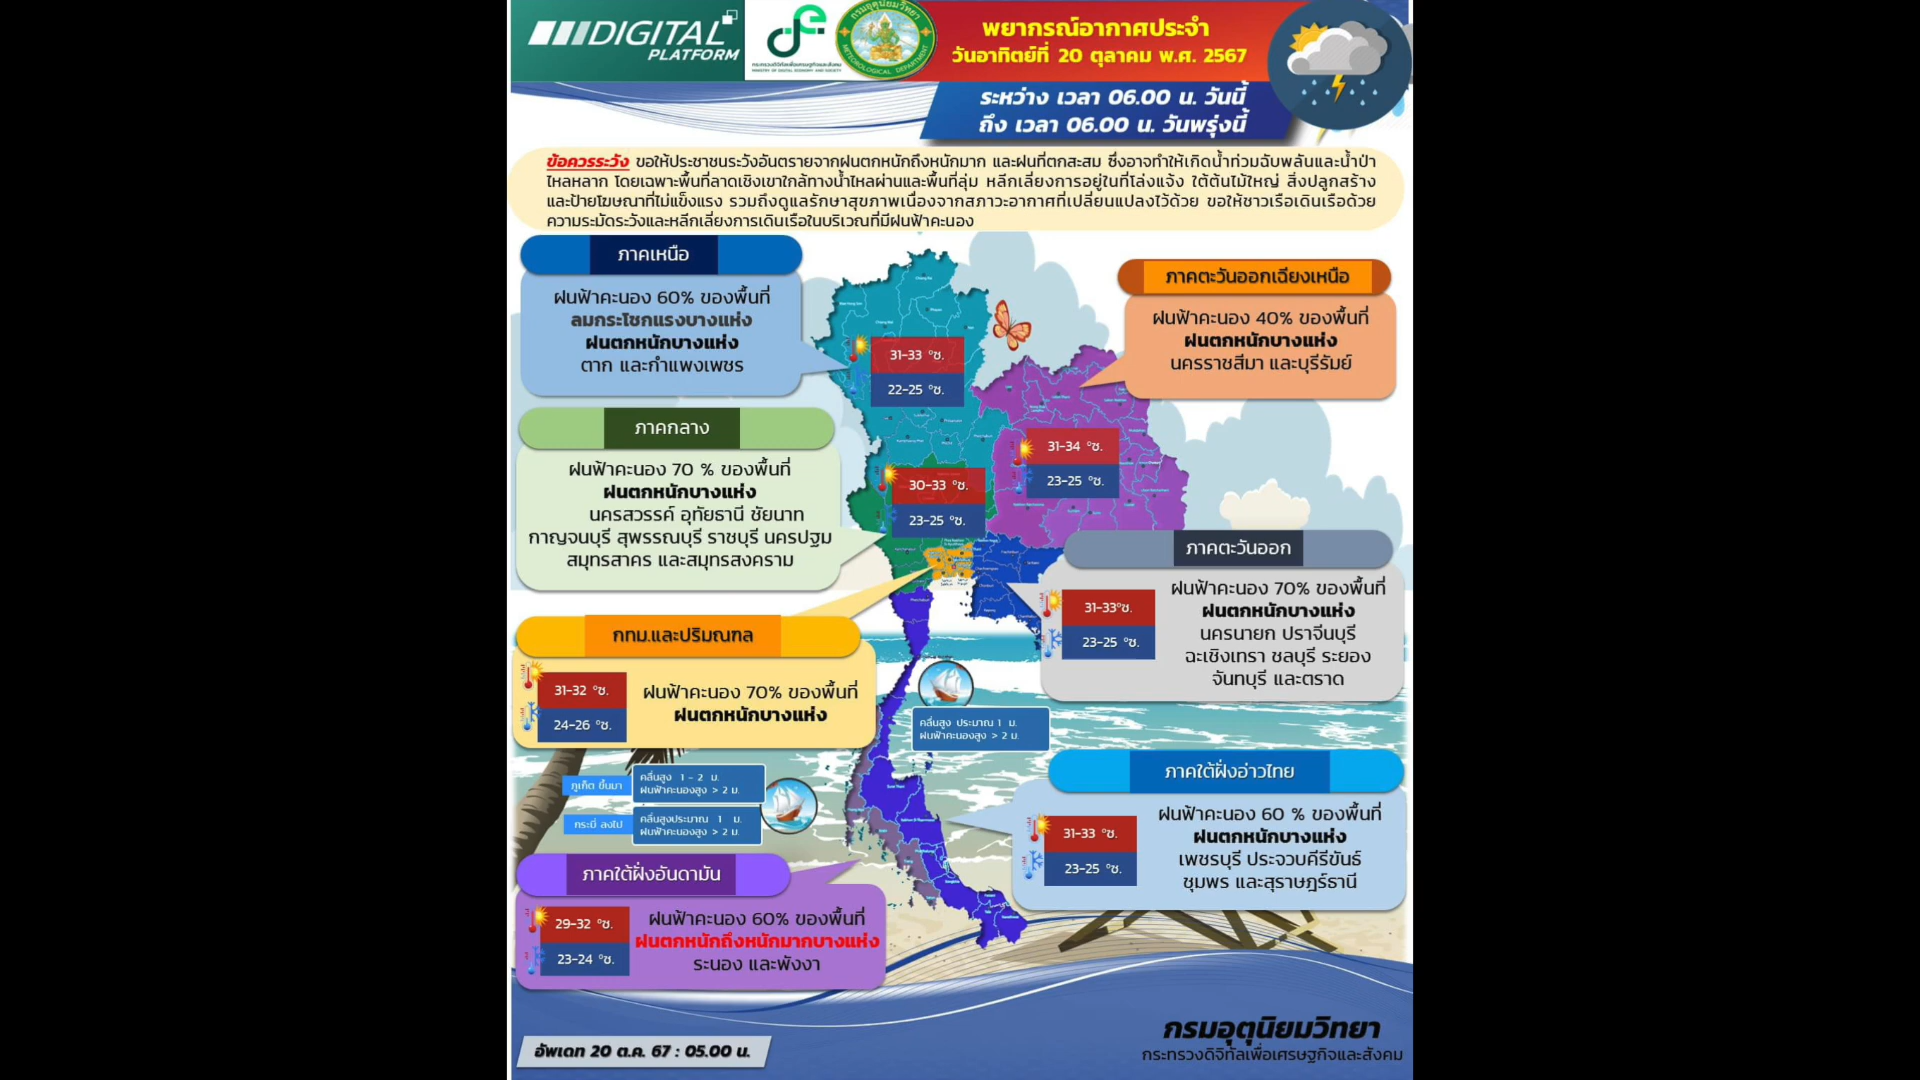 DIGITAL
PLATFORM
กระทรวงดิจิทัลเพื่อเศรษฐกิจและสังคม
MINISTRY OF DIGITAL ECONOMY AND SOCIETY
กรมอุตุนิยมวิทยา
METEOROLOGICAL DEPARTMENT
พยากรณ์อากาศประจำ
วันอาทิตย์ที่ 20 ตุลาคม พ.ศ. 2567
ระหว่าง เวลา 06.00 น. วันนี้
ถึง เวลา 06.00 น. วันพรุ่งนี้
ข้อควรระวัง ขอให้ประชาชนระวังอันตรายจากฝนตกหนักถึงหนักมาก และฝนที่ตกสะสม ซึ่งอาจทำให้เกิดน้ำท่วมฉับพลันและน้ำป่า
ไหลหลาก โดยเฉพาะพื้นที่ลาดเชิงเขาใกล้ทางน้ำไหลผ่านและพื้นที่ลุ่ม หลีกเลี่ยงการอยู่ในที่โล่งแจ้ง ใต้ต้นไม้ใหญ่ สิ่งปลูกสร้าง
และป้ายโฆษณาที่ไม่แข็งแรง รวมถึงดูแลรักษาสุขภาพเนื่องจากสภาวะอากาศที่เปลี่ยนแปลงไว้ด้วย ขอให้ชาวเรือเดินเรือด้วย
ความระมัดระวังและหลีกเลี่ยงการเดินเรือในบริเวณที่มีฝนฟ้าคะนอง
ภาคเหนือ
ฝนฟ้าคะนอง 60% ของพื้นที่
ลมกระโชกแรงบางแห่ง
ฝนตกหนักบางแห่ง
ตาก และกำแพงเพชร
31-33 °ซ.
22-25 °ซ.
ภาคตะวันออกเฉียงเหนือ
ฝนฟ้าคะนอง 40% ของพื้นที่
ฝนตกหนักบางแห่ง
นครราชสีมา และบุรีรัมย์
31-34 °ซ.
23-25 °ซ.
ภาคกลาง
ฝนฟ้าคะนอง 70 % ของพื้นที่
ฝนตกหนักบางแห่ง
นครสวรรค์ อุทัยธานี ชัยนาท
กาญจนบุรี สุพรรณบุรี ราชบุรี นครปฐม
สมุทรสาคร และสมุทรสงคราม
30-33 °ซ.
23-25 °ซ.
ภาคตะวันออก
ฝนฟ้าคะนอง 70% ของพื้นที่
ฝนตกหนักบางแห่ง
นครนายก ปราจีนบุรี
ฉะเชิงเทรา ชลบุรี ระยอง
จันทบุรี และตราด
31-33°ซ.
23-25 °ซ.
กทม.และปริมณฑล
31-32 °ซ.
24-26 °ซ.
ฝนฟ้าคะนอง 70% ของพื้นที่
ฝนตกหนักบางแห่ง
คลื่นสูง ประมาณ 1 ม.
ฝนฟ้าคะนองสูง > 2 ม.
ภูเก็ต ขึ้นมา
คลื่นสูง 1 - 2 ม.
ฝนฟ้าคะนองสูง > 2 ม.
กระบี่ ลงไป
คลื่นสูงประมาณ 1 ม.
ฝนฟ้าคะนองสูง > 2 ม.
ภาคใต้ฝั่งอ่าวไทย
ฝนฟ้าคะนอง 60 % ของพื้นที่
ฝนตกหนักบางแห่ง
เพชรบุรี ประจวบคีรีขันธ์
ชุมพร และสุราษฎร์ธานี
31-33 °ซ.
23-25 °ซ.
ภาคใต้ฝั่งอันดามัน
29-32 °ซ.
23-24 °ซ.
ฝนฟ้าคะนอง 60% ของพื้นที่
ฝนตกหนักถึงหนักมากบางแห่ง
ระนอง และพังงา
อัพเดท 20 ต.ค. 67 : 05.00 น.
กรมอุตุนิยมวิทยา
กระทรวงดิจิทัลเพื่อเศรษฐกิจและสังคม